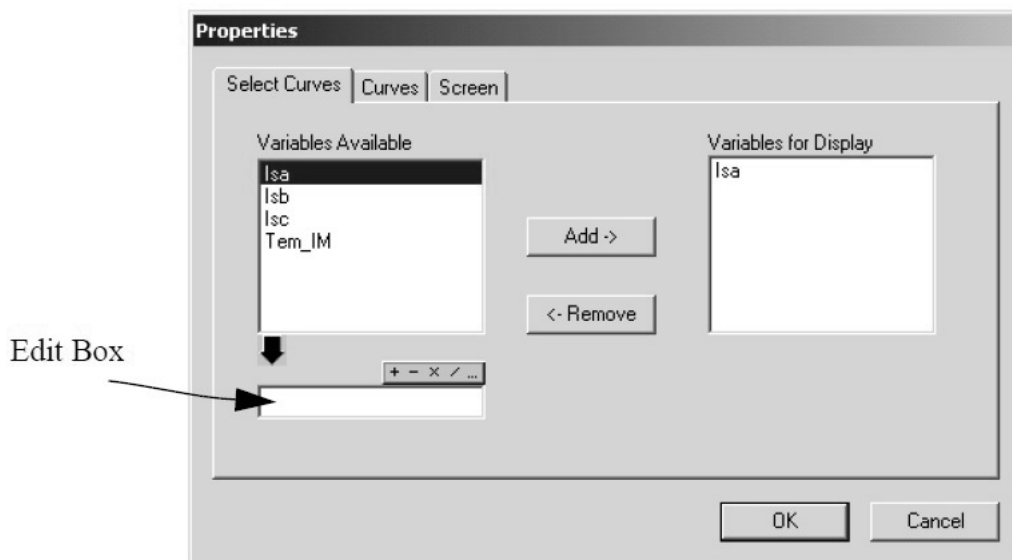 Properties
Select Curves Curves Screen
Variables Available
Variables for Display
Isa
Isb
Isc
Tem_IM
Isa
Add ->
<- Remove
Edit Box
+ - × / ...
OK Cancel